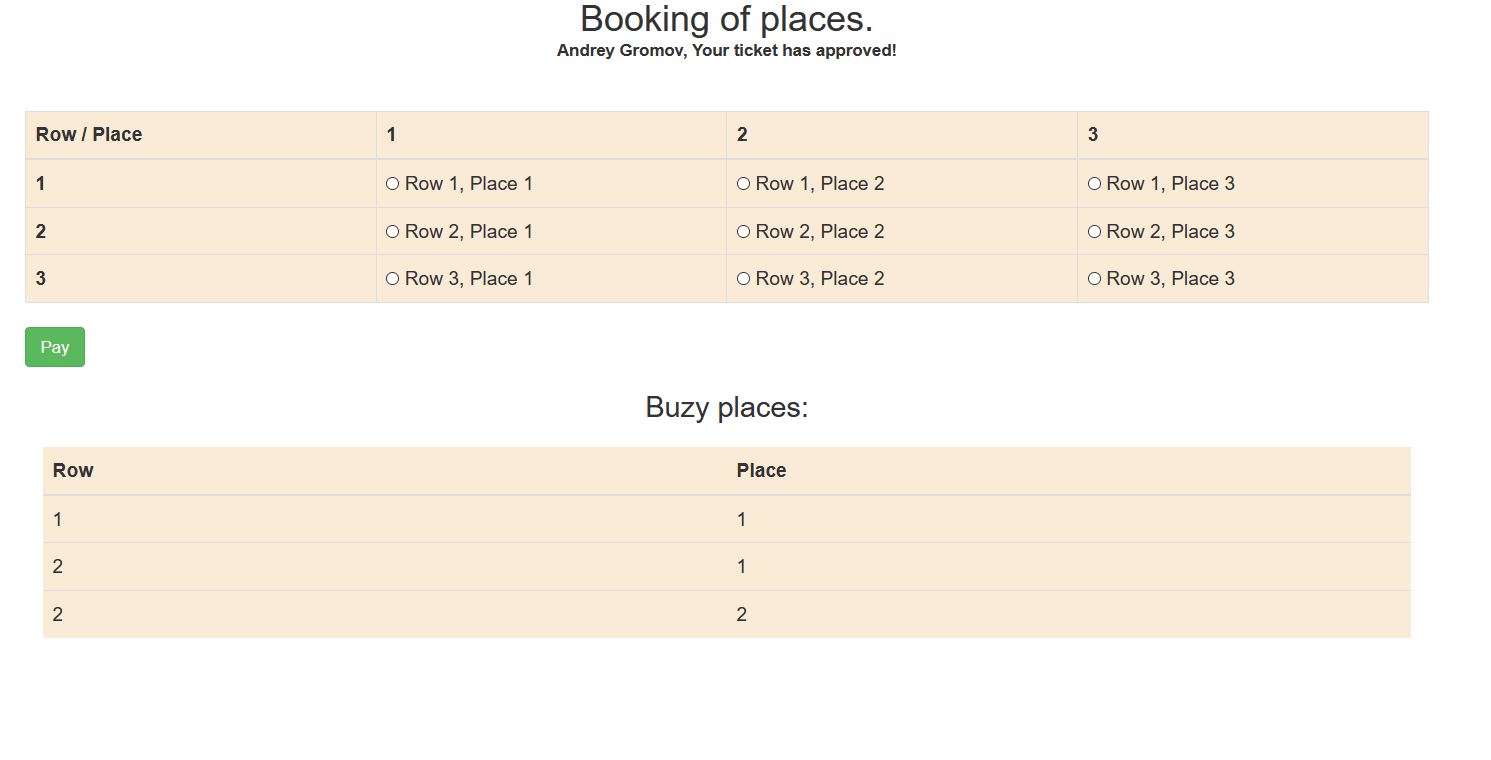 Booking of places.
Andrey Gromov, Your ticket has approved!
Row / Place 1 2 3
1 Row 1, Place 1 Row 1, Place 2 Row 1, Place 3
2 Row 2, Place 1 Row 2, Place 2 Row 2, Place 3
3 Row 3, Place 1 Row 3, Place 2 Row 3, Place 3
Pay
Buzy places:
Row Place
1 1
2 1
2 2